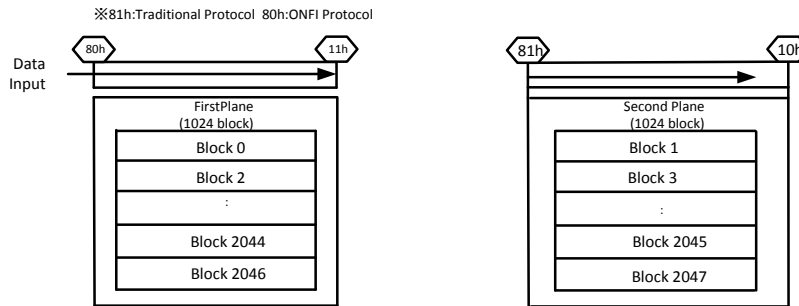 ※81h:Traditional Protocol 80h:ONFI Protocol
80h
11h
Data
Input
FirstPlane
(1024 block)
Block 0
Block 2
:
Block 2044
Block 2046
81h
10h
Second Plane
(1024 block)
Block 1
Block 3
:
Block 2045
Block 2047